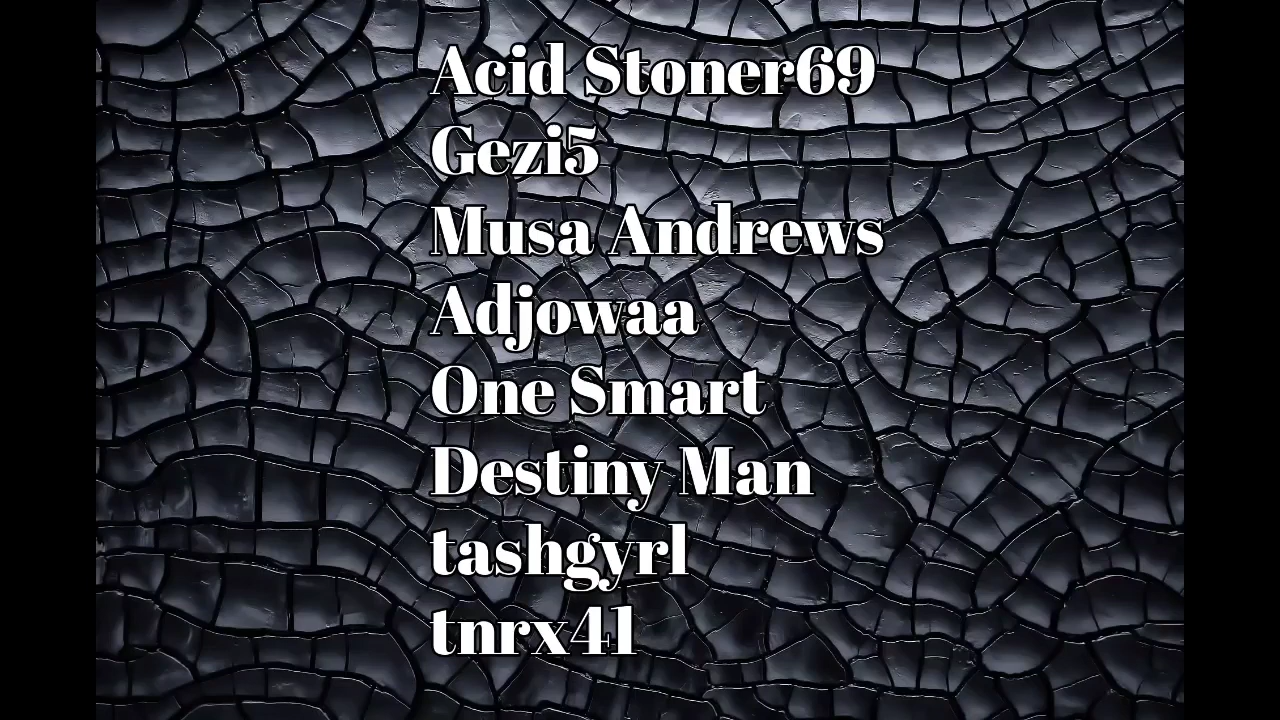 Acid Stoner69
Gezi5
Musa Andrews
Adjowaa
One Smart
Destiny Man
tashgyrl
tnrx41